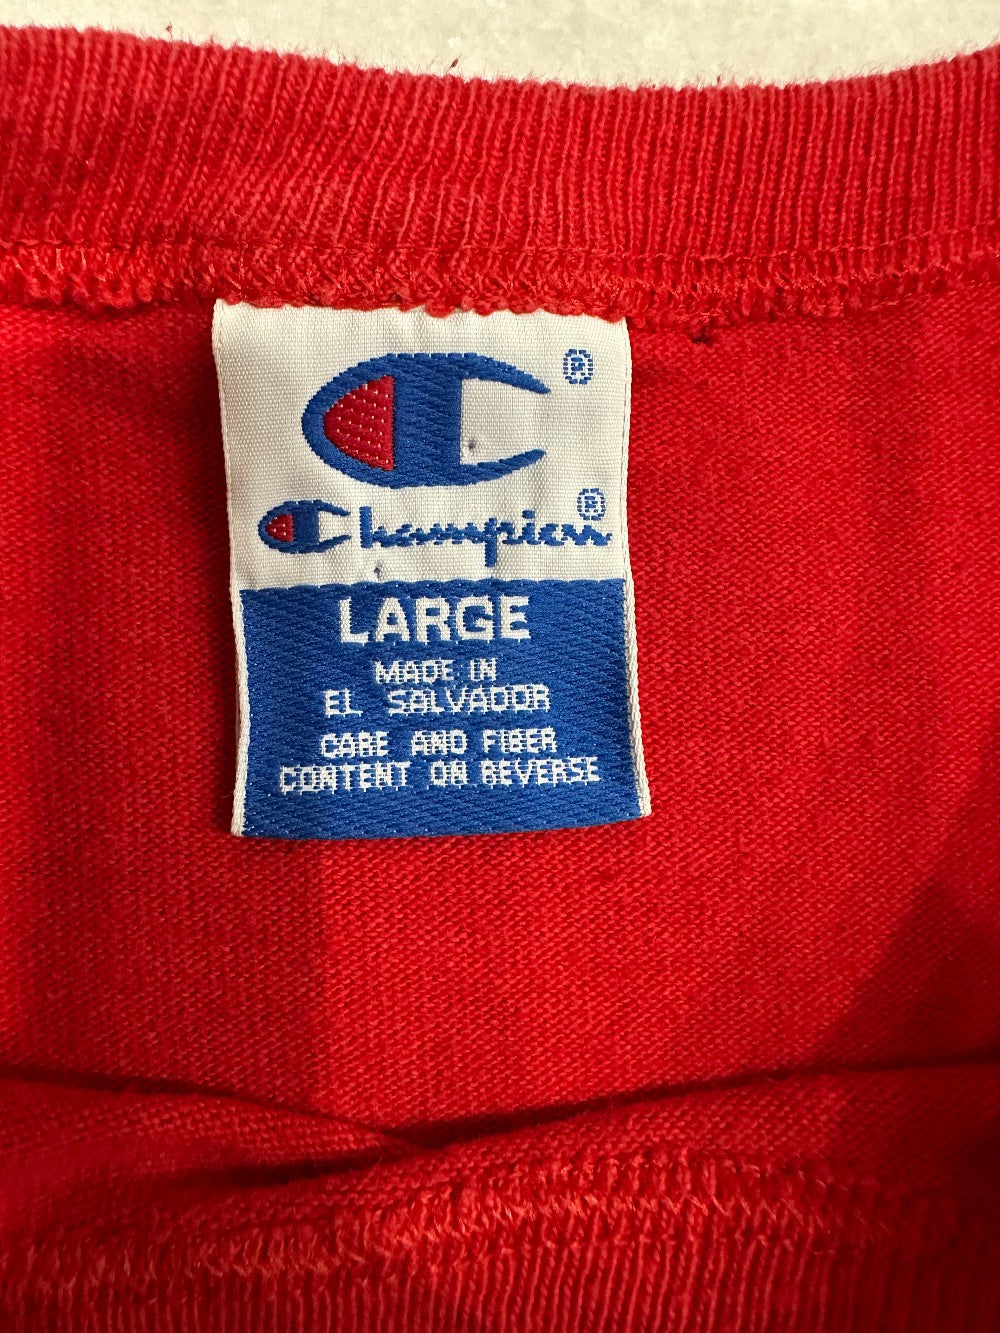 ®
Champion®
LARGE
MADE IN
EL SALVADOR
CARE AND FIBER
CONTENT ON REVERSE